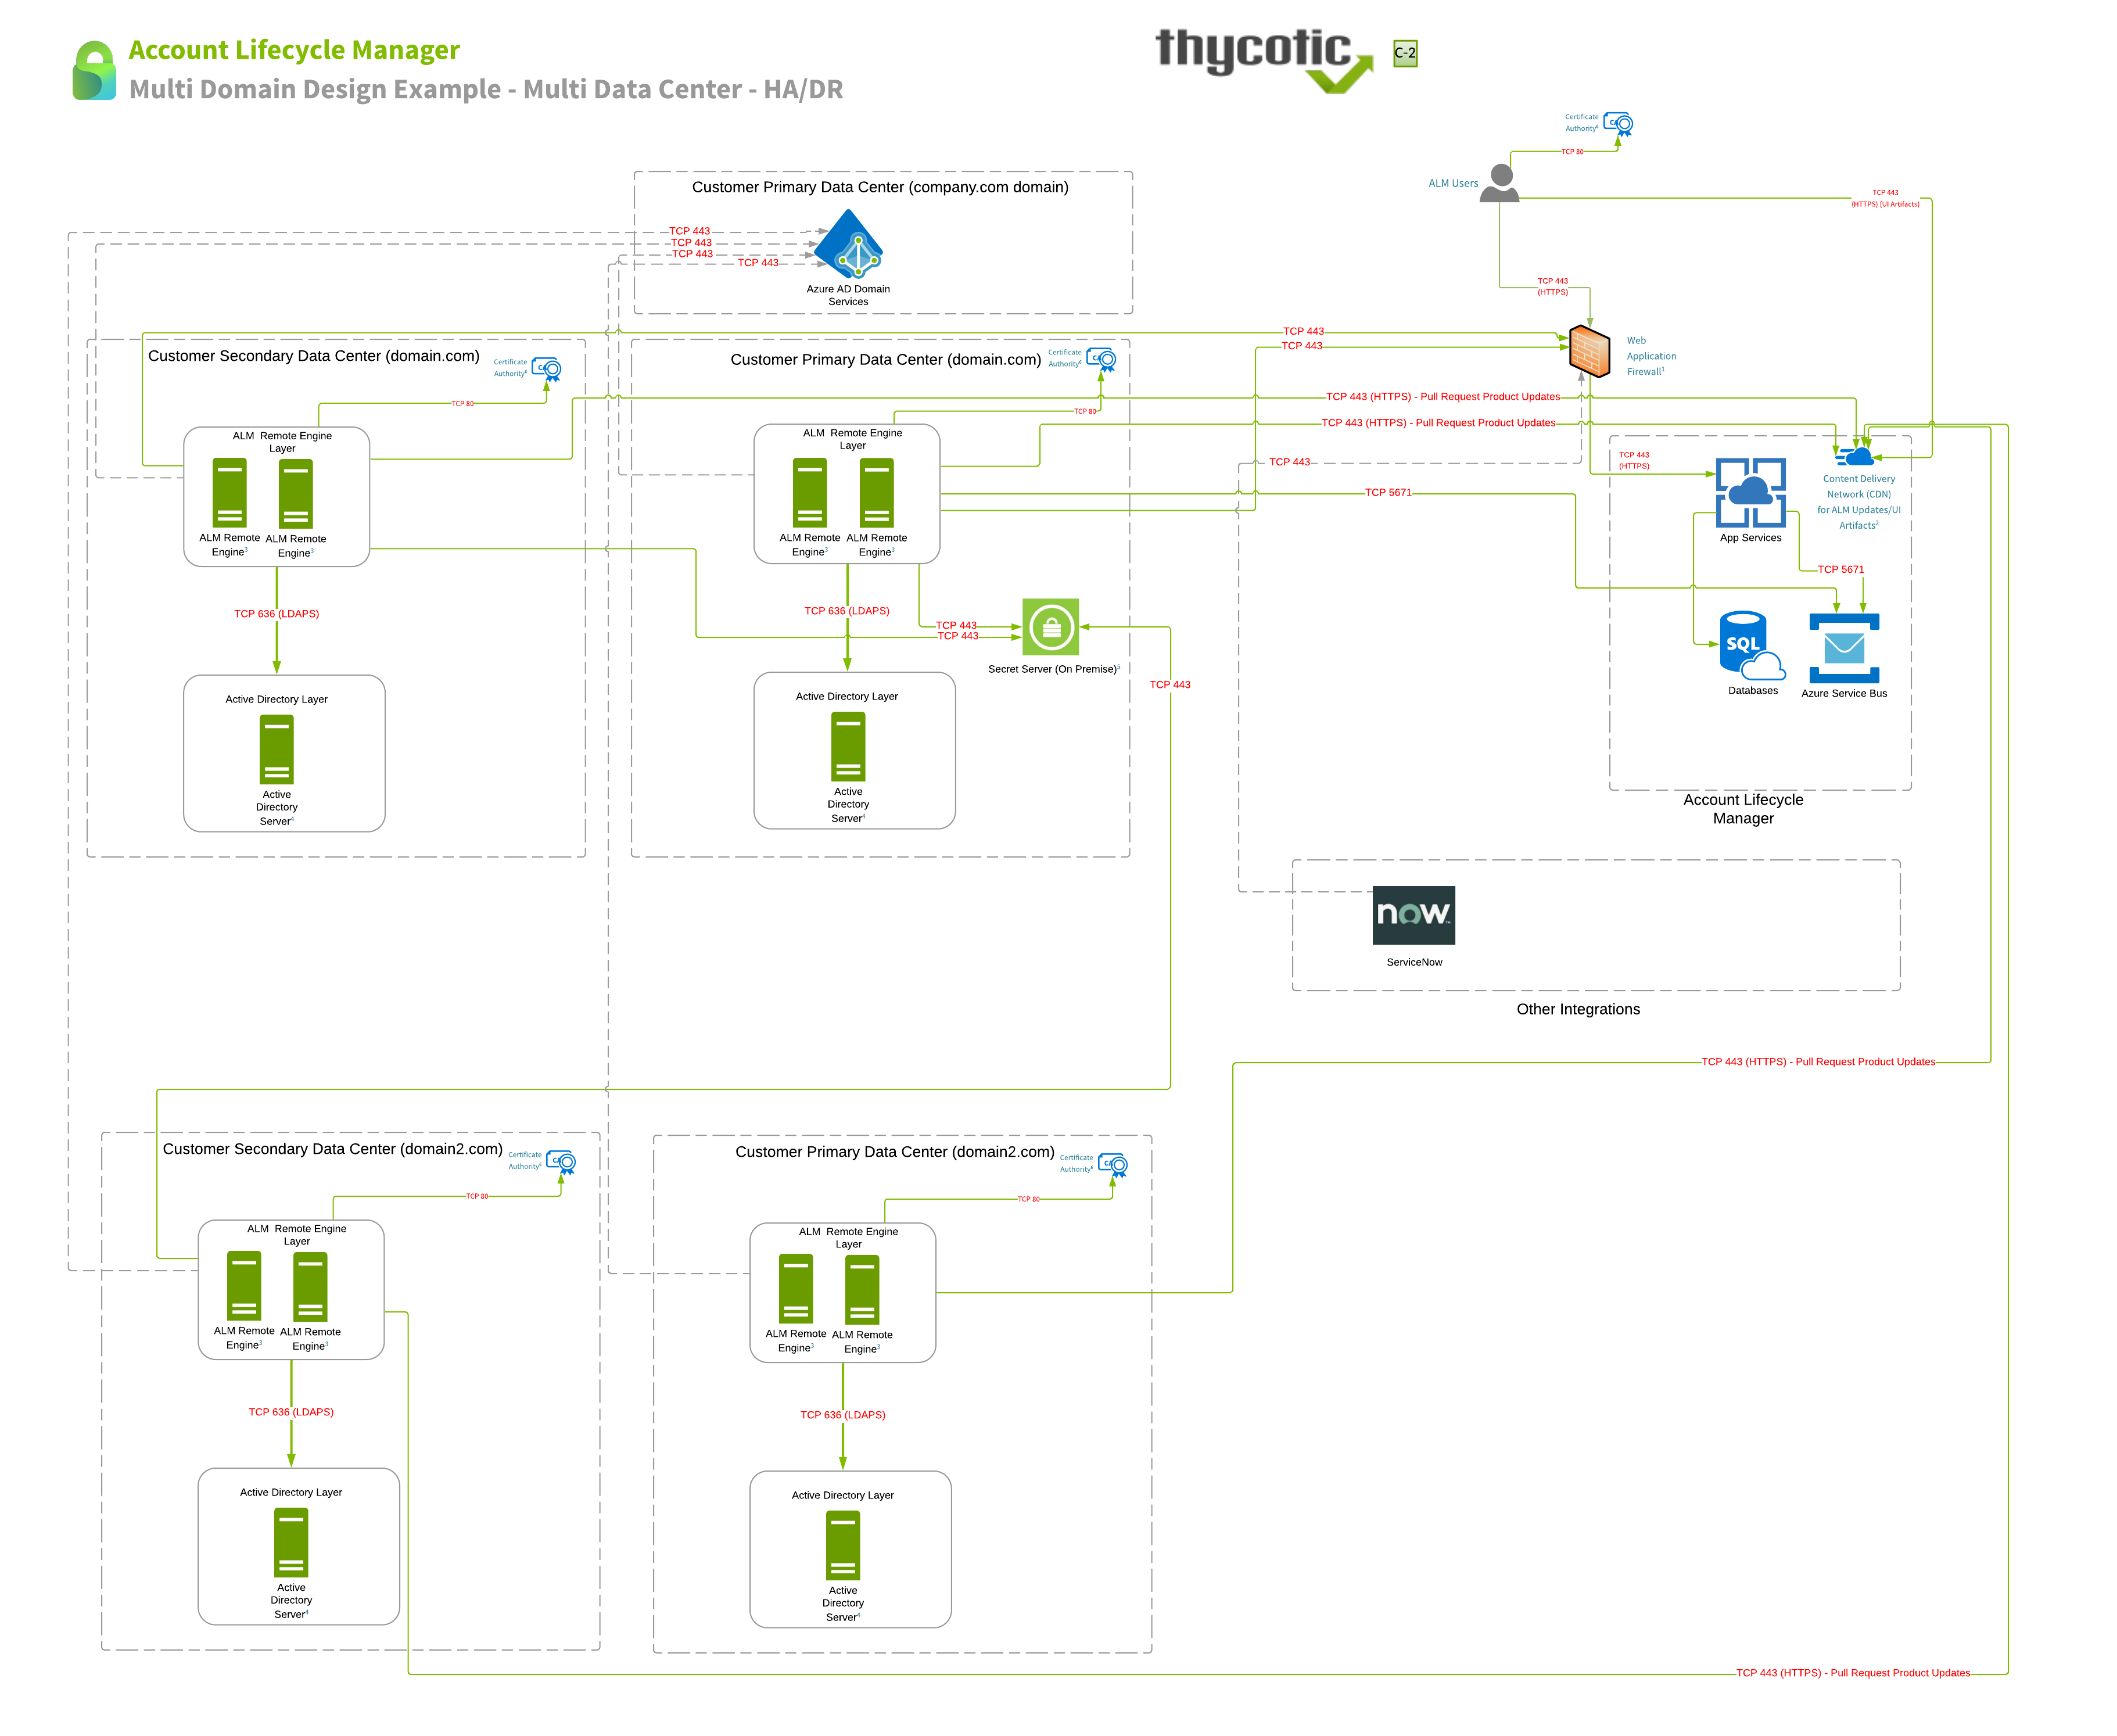 Account Lifecycle Manager
Multi Domain Design Example - Multi Data Center - HA/DR
thycotic
C-2
Certificate
Authority⁶
TCP 80
ALM Users
TCP 443
(HTTPS) (UI Artifacts)
TCP 443
(HTTPS)
Customer Primary Data Center (company.com domain)
TCP 443
TCP 443
TCP 443
TCP 443
Azure AD Domain
Services
TCP 443
TCP 443
Web
Application
Firewall¹
Customer Secondary Data Center (domain.com)
Certificate
Authority⁶
TCP 80
ALM Remote Engine
Layer
ALM Remote
Engine³
ALM Remote
Engine³
TCP 636 (LDAPS)
Active Directory Layer
Active
Directory
Server⁴
Customer Primary Data Center (domain.com)
Certificate
Authority⁶
TCP 80
ALM Remote Engine
Layer
ALM Remote
Engine³
ALM Remote
Engine³
TCP 636 (LDAPS)
TCP 443
TCP 443
Secret Server (On Premise)⁵
TCP 443
Active Directory Layer
Active
Directory
Server⁴
TCP 443 (HTTPS) - Pull Request Product Updates
TCP 443 (HTTPS) - Pull Request Product Updates
TCP 443
TCP 5671
TCP 443
(HTTPS)
App Services
Content Delivery
Network (CDN)
for ALM Updates/UI
Artifacts²
TCP 5671
SQL
Databases
Azure Service Bus
Account Lifecycle
Manager
now
ServiceNow
Other Integrations
TCP 443 (HTTPS) - Pull Request Product Updates
Customer Secondary Data Center (domain2.com)
Certificate
Authority⁶
TCP 80
ALM Remote Engine
Layer
ALM Remote
Engine³
ALM Remote
Engine³
TCP 636 (LDAPS)
Active Directory Layer
Active
Directory
Server⁴
Customer Primary Data Center (domain2.com)
Certificate
Authority⁶
TCP 80
ALM Remote Engine
Layer
ALM Remote
Engine³
ALM Remote
Engine³
TCP 636 (LDAPS)
Active Directory Layer
Active
Directory
Server⁴
TCP 443 (HTTPS) - Pull Request Product Updates